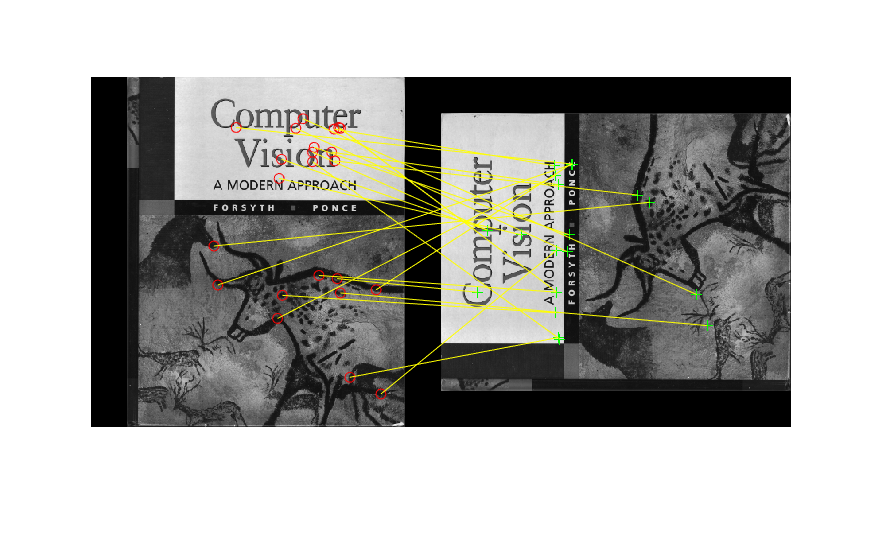 Computer
Vision
A MODERN APPROACH
FORSYTH PONCE
Computer
Vision
A MODERN APPROACH
FORSYTH PONCE